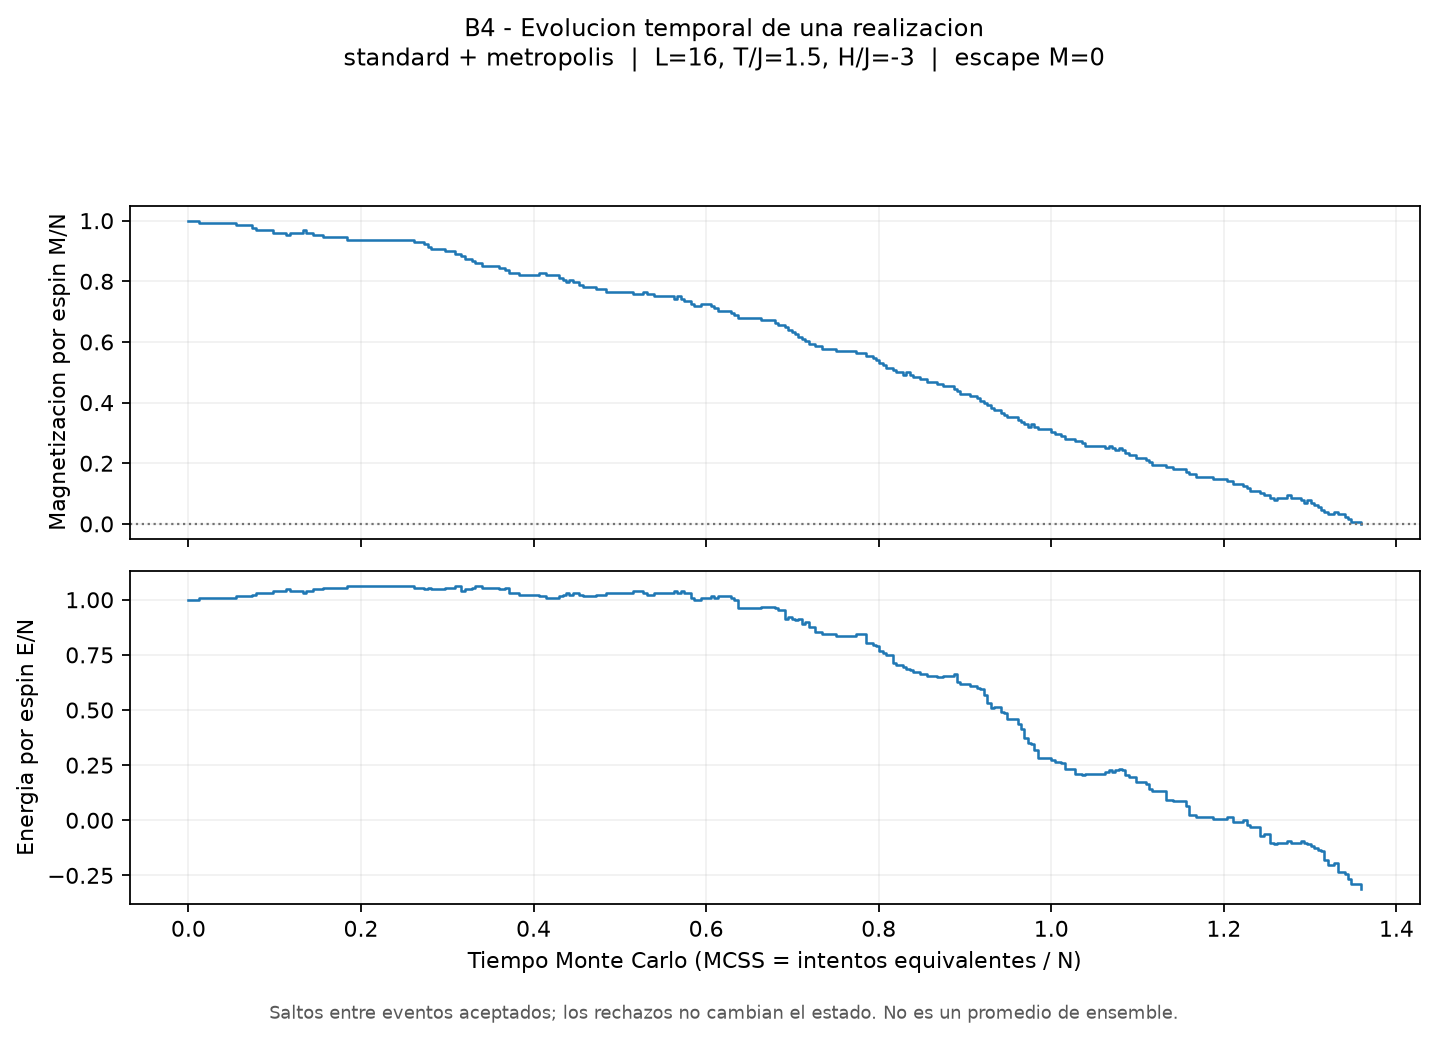 B4 - Evolucion temporal de una realizacion
standard + metropolis  |  L=16, T/J=1.5, H/J=-3  |  escape M=0
Magnetizacion por espin M/N
1.0
0.8
0.6
0.4
0.2
0.0
Energia por espin E/N
1.00
0.75
0.50
0.25
0.00
−0.25
0.0 0.2 0.4 0.6 0.8 1.0 1.2 1.4
Tiempo Monte Carlo (MCSS = intentos equivalentes / N)
Saltos entre eventos aceptados; los rechazos no cambian el estado. No es un promedio de ensemble.